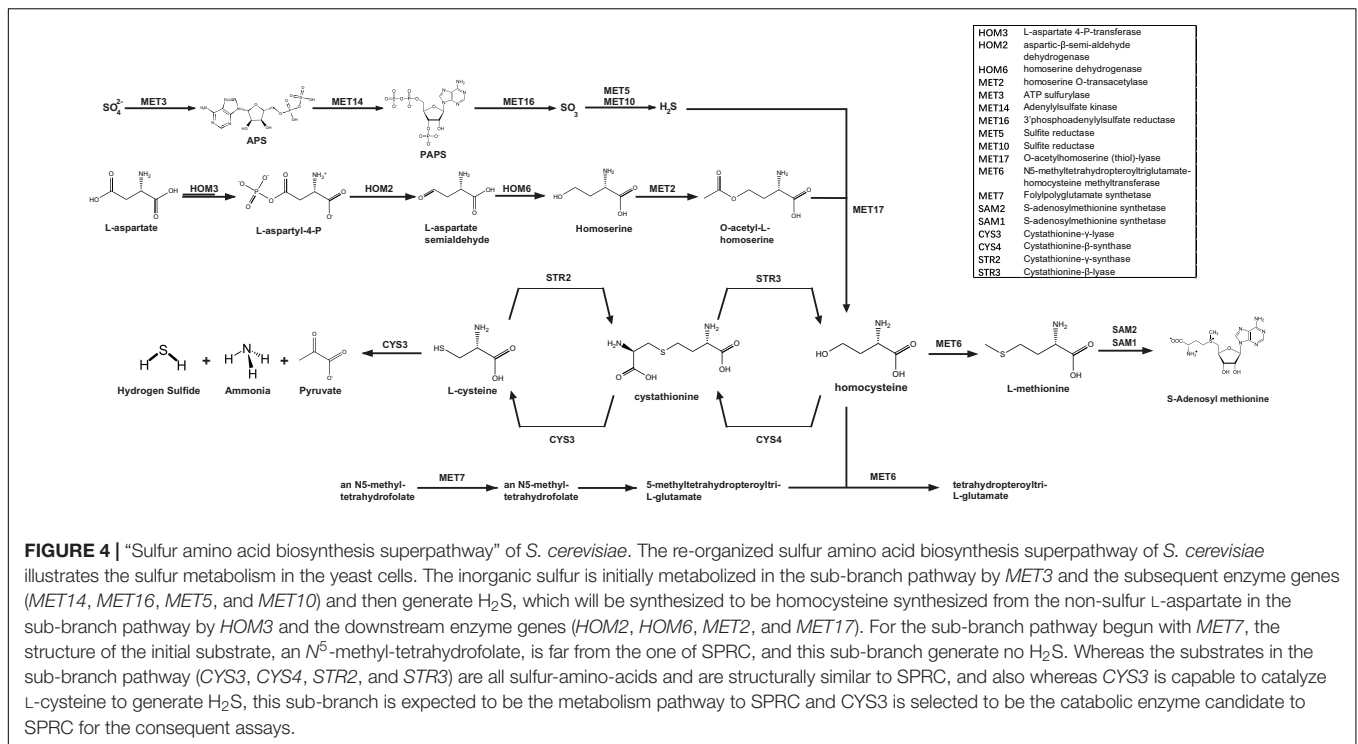 HOM3 L-aspartate 4-P-transferase
HOM2 aspartic-β-semi-aldehyde
dehydrogenase
HOM6 homoserine dehydrogenase
MET2 homoserine O-transacetylase
MET3 ATP sulfurylase
MET14 Adenylylsulfate kinase
MET16 3'phosphoadenylylsulfate reductase
MET5 Sulfite reductase
MET10 Sulfite reductase
MET17 O-acetylhomoserine (thiol)-lyase
MET6 N5-methyltetrahydropteroyltriglutamate-
homocysteine methyltransferase
MET7 Folylpolyglutamate synthetase
SAM2 S-adenosylmethionine synthetase
SAM1 S-adenosylmethionine synthetase
CYS3 Cystathionine-γ-lyase
CYS4 Cystathionine-β-synthase
STR2 Cystathionine-γ-synthase
STR3 Cystathionine-β-lyase
SO₄²⁻ MET3 MET14 MET16 SO₃ MET5 H₂S
MET10
APS PAPS
HOM3 HOM2 HOM6 MET2 MET17
L-aspartate L-aspartyl-4-P L-aspartate Homoserine O-acetyl-L-
semialdehyde homoserine
STR2 STR3
CYS3 MET6 SAM2
SAM1
Hydrogen Sulfide + Ammonia + Pyruvate L-cysteine cystathionine homocysteine L-methionine S-Adenosyl methionine
CYS3 CYS4
an N5-methyl- MET7 an N5-methyl- 5-methyltetrahydropteroyltri- MET6 tetrahydropteroyltri-
tetrahydrofolate tetrahydrofolate L-glutamate L-glutamate
FIGURE 4 | “Sulfur amino acid biosynthesis superpathway” of S. cerevisiae. The re-organized sulfur amino acid biosynthesis superpathway of S. cerevisiae
illustrates the sulfur metabolism in the yeast cells. The inorganic sulfur is initially metabolized in the sub-branch pathway by MET3 and the subsequent enzyme genes
(MET14, MET16, MET5, and MET10) and then generate H₂S, which will be synthesized to be homocysteine synthesized from the non-sulfur L-aspartate in the
sub-branch pathway by HOM3 and the downstream enzyme genes (HOM2, HOM6, MET2, and MET17). For the sub-branch pathway begun with MET7, the
structure of the initial substrate, an N⁵-methyl-tetrahydrofolate, is far from the one of SPRC, and this sub-branch generate no H₂S. Whereas the substrates in the
sub-branch pathway (CYS3, CYS4, STR2, and STR3) are all sulfur-amino-acids and are structurally similar to SPRC, and also whereas CYS3 is capable to catalyze
L-cysteine to generate H₂S, this sub-branch is expected to be the metabolism pathway to SPRC and CYS3 is selected to be the catabolic enzyme candidate to
SPRC for the consequent assays.